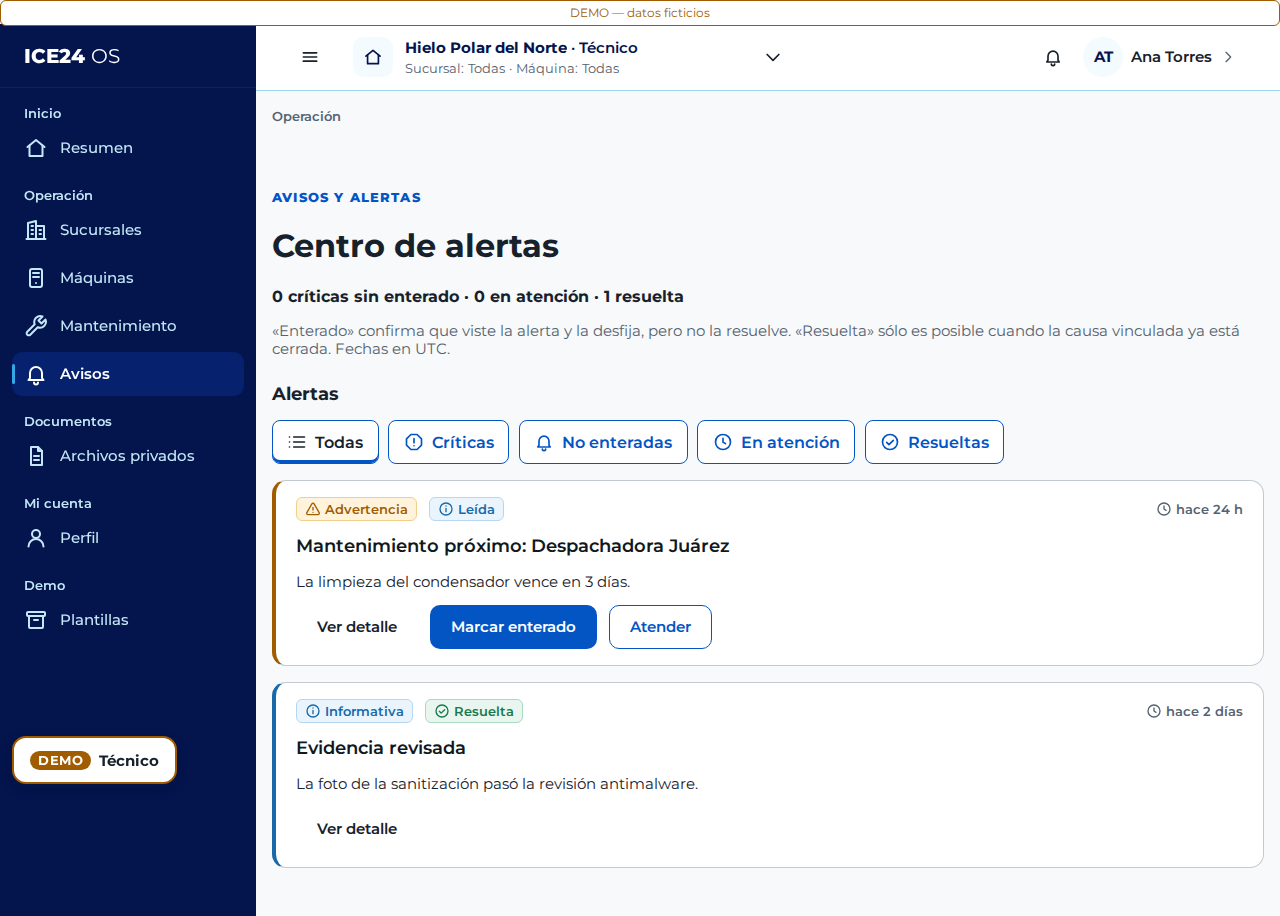 DEMO — datos ficticios
ICE24 OS
Inicio
Resumen
Operación
Sucursales
Máquinas
Mantenimiento
Avisos
Documentos
Archivos privados
Mi cuenta
Perfil
Demo
Plantillas
DEMO Técnico
Hielo Polar del Norte · Técnico
Sucursal: Todas · Máquina: Todas
AT Ana Torres
Operación
AVISOS Y ALERTAS
Centro de alertas
0 críticas sin enterado · 0 en atención · 1 resuelta
«Enterado» confirma que viste la alerta y la desfija, pero no la resuelve. «Resuelta» sólo es posible cuando la causa vinculada ya está
cerrada. Fechas en UTC.
Alertas
Todas Críticas No enteradas En atención Resueltas
Advertencia Leída hace 24 h
Mantenimiento próximo: Despachadora Juárez
La limpieza del condensador vence en 3 días.
Ver detalle Marcar enterado Atender
Informativa Resuelta hace 2 días
Evidencia revisada
La foto de la sanitización pasó la revisión antimalware.
Ver detalle